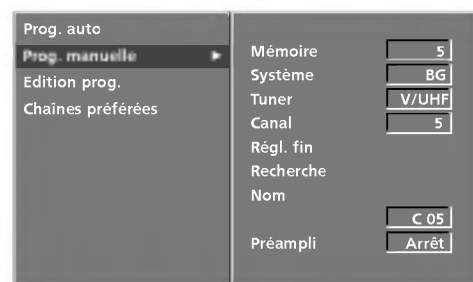 Prog. auto
Prog. manuelle
Edition prog.
Chaînes préférées
Mémoire 5
Système BG
Tuner V/UHF
Canal 5
Régl. fin
Recherche
Nom
C 05
Préampli Arrêt